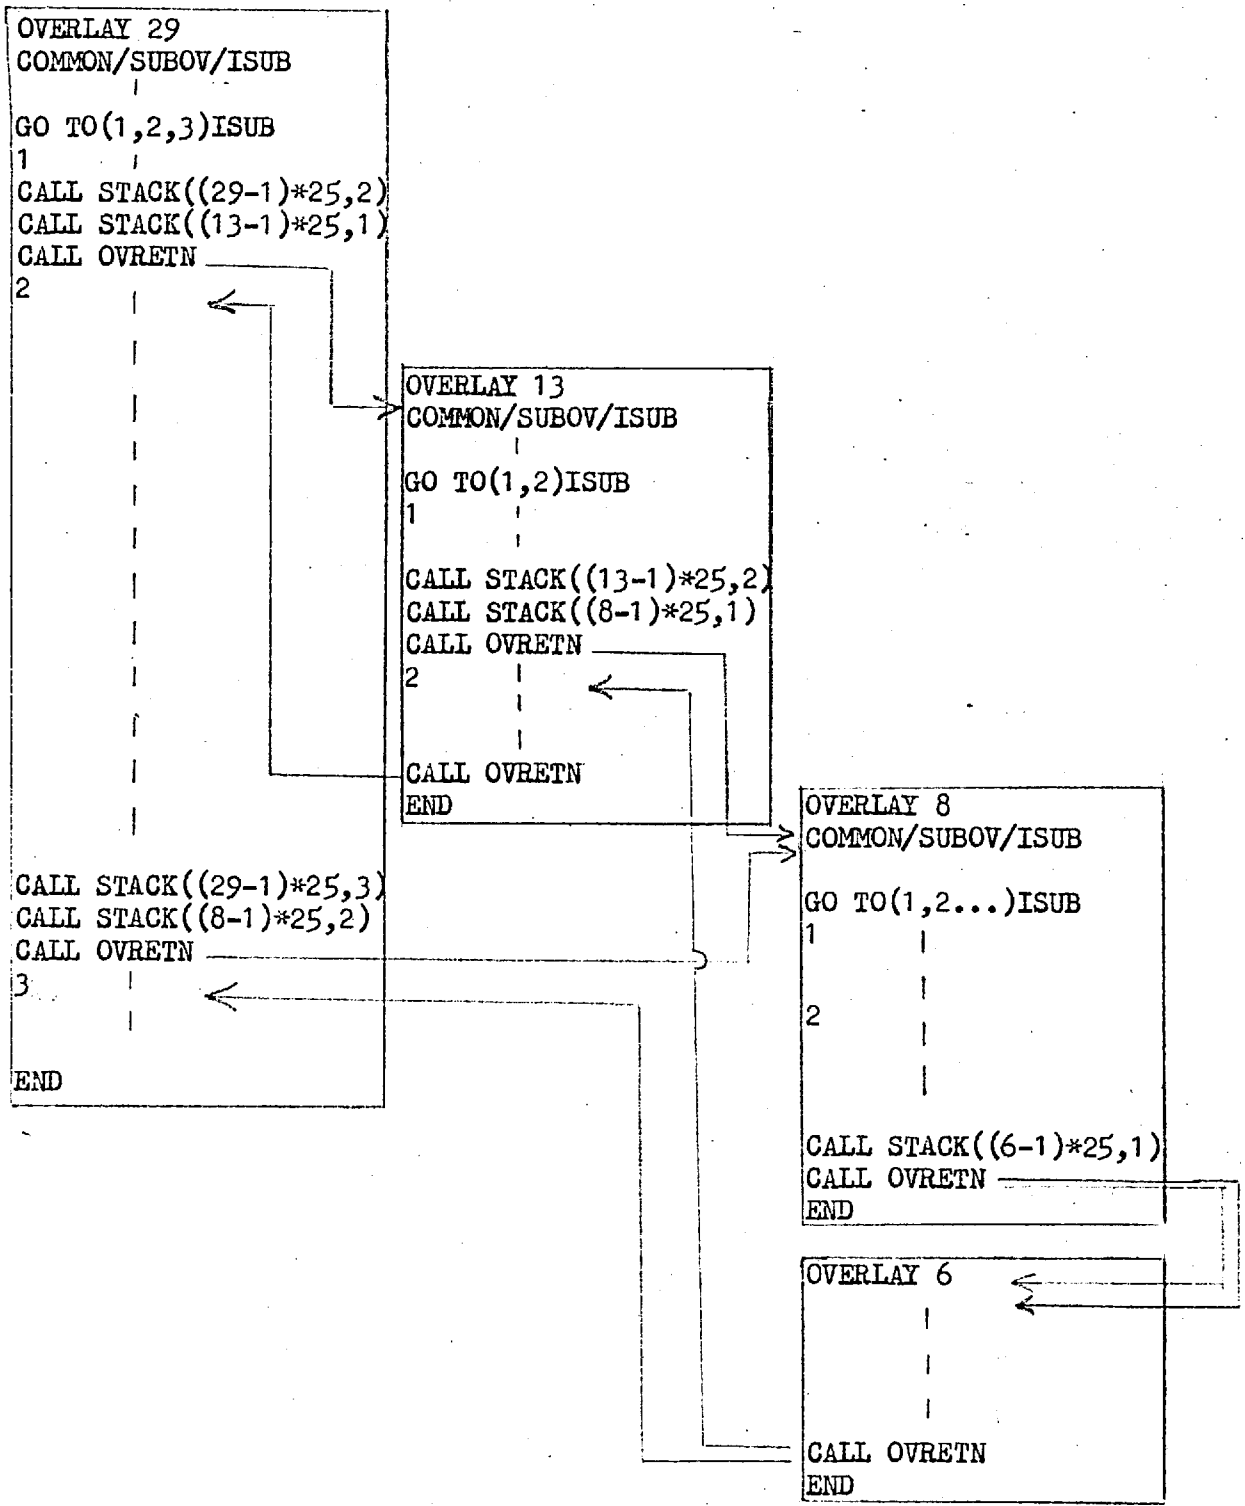 OVERLAY 29
COMMON/SUBOV/ISUB
GO TO(1,2,3)ISUB
1
CALL STACK((29-1)*25,2)
CALL STACK((13-1)*25,1)
CALL OVRETN
2
CALL STACK((29-1)*25,3)
CALL STACK((8-1)*25,2)
CALL OVRETN
3
END
OVERLAY 13
COMMON/SUBOV/ISUB
GO TO(1,2)ISUB
1
CALL STACK((13-1)*25,2)
CALL STACK((8-1)*25,1)
CALL OVRETN
2
CALL OVRETN
END
OVERLAY 8
COMMON/SUBOV/ISUB
GO TO(1,2...)ISUB
1
2
CALL STACK((6-1)*25,1)
CALL OVRETN
END
OVERLAY 6
CALL OVRETN
END